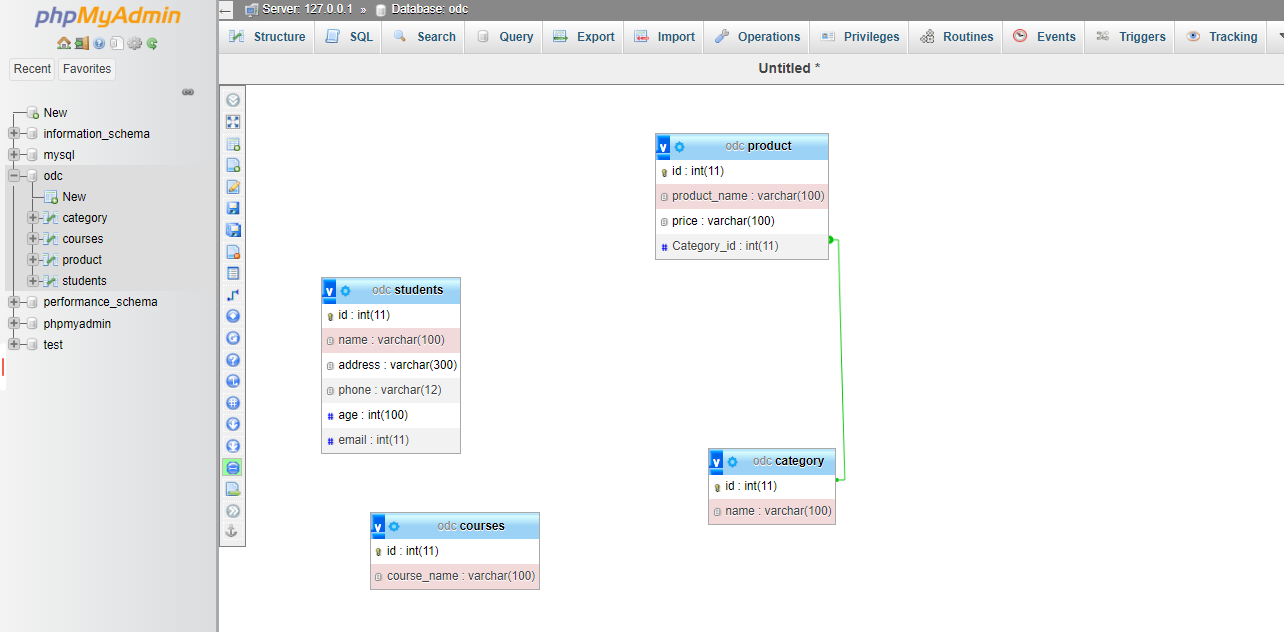 phpMyAdmin
Recent Favorites
New
information_schema
mysql
odc
New
category
courses
product
students
performance_schema
phpmyadmin
test
Server: 127.0.0.1 » Database: odc
Structure SQL Search Query Export Import Operations Privileges Routines Events Triggers Tracking
Untitled *
v odc product
id : int(11)
product_name : varchar(100)
price : varchar(100)
# Category_id : int(11)
v odc students
id : int(11)
name : varchar(100)
address : varchar(300)
phone : varchar(12)
# age : int(100)
# email : int(11)
v odc category
id : int(11)
name : varchar(100)
v odc courses
id : int(11)
course_name : varchar(100)